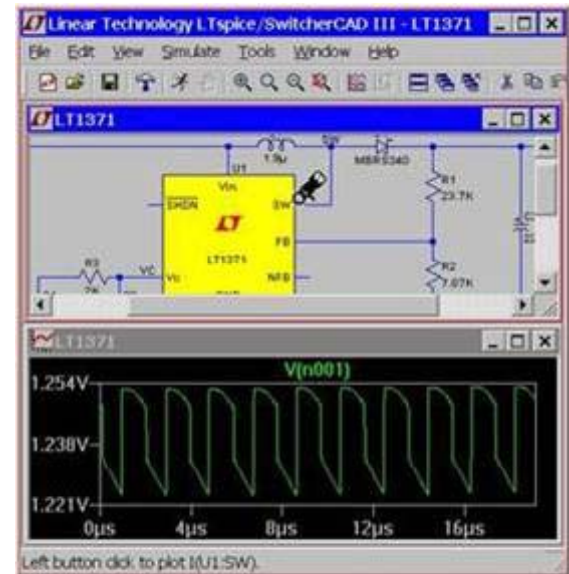 Linear Technology LTspice/SwitcherCAD III - LT1371
File Edit View Simulate Tools Window Help
LT1371
U1
MBRS340
Vin
SHDN
SW
R1
23.7K
LT1371
FB
R3
VC
Vc
NFB
R2
7.07K
LT1371
V(n001)
1.254V
1.238V
1.221V
0µs 4µs 8µs 12µs 16µs
Left button click to plot I(U1:SW).